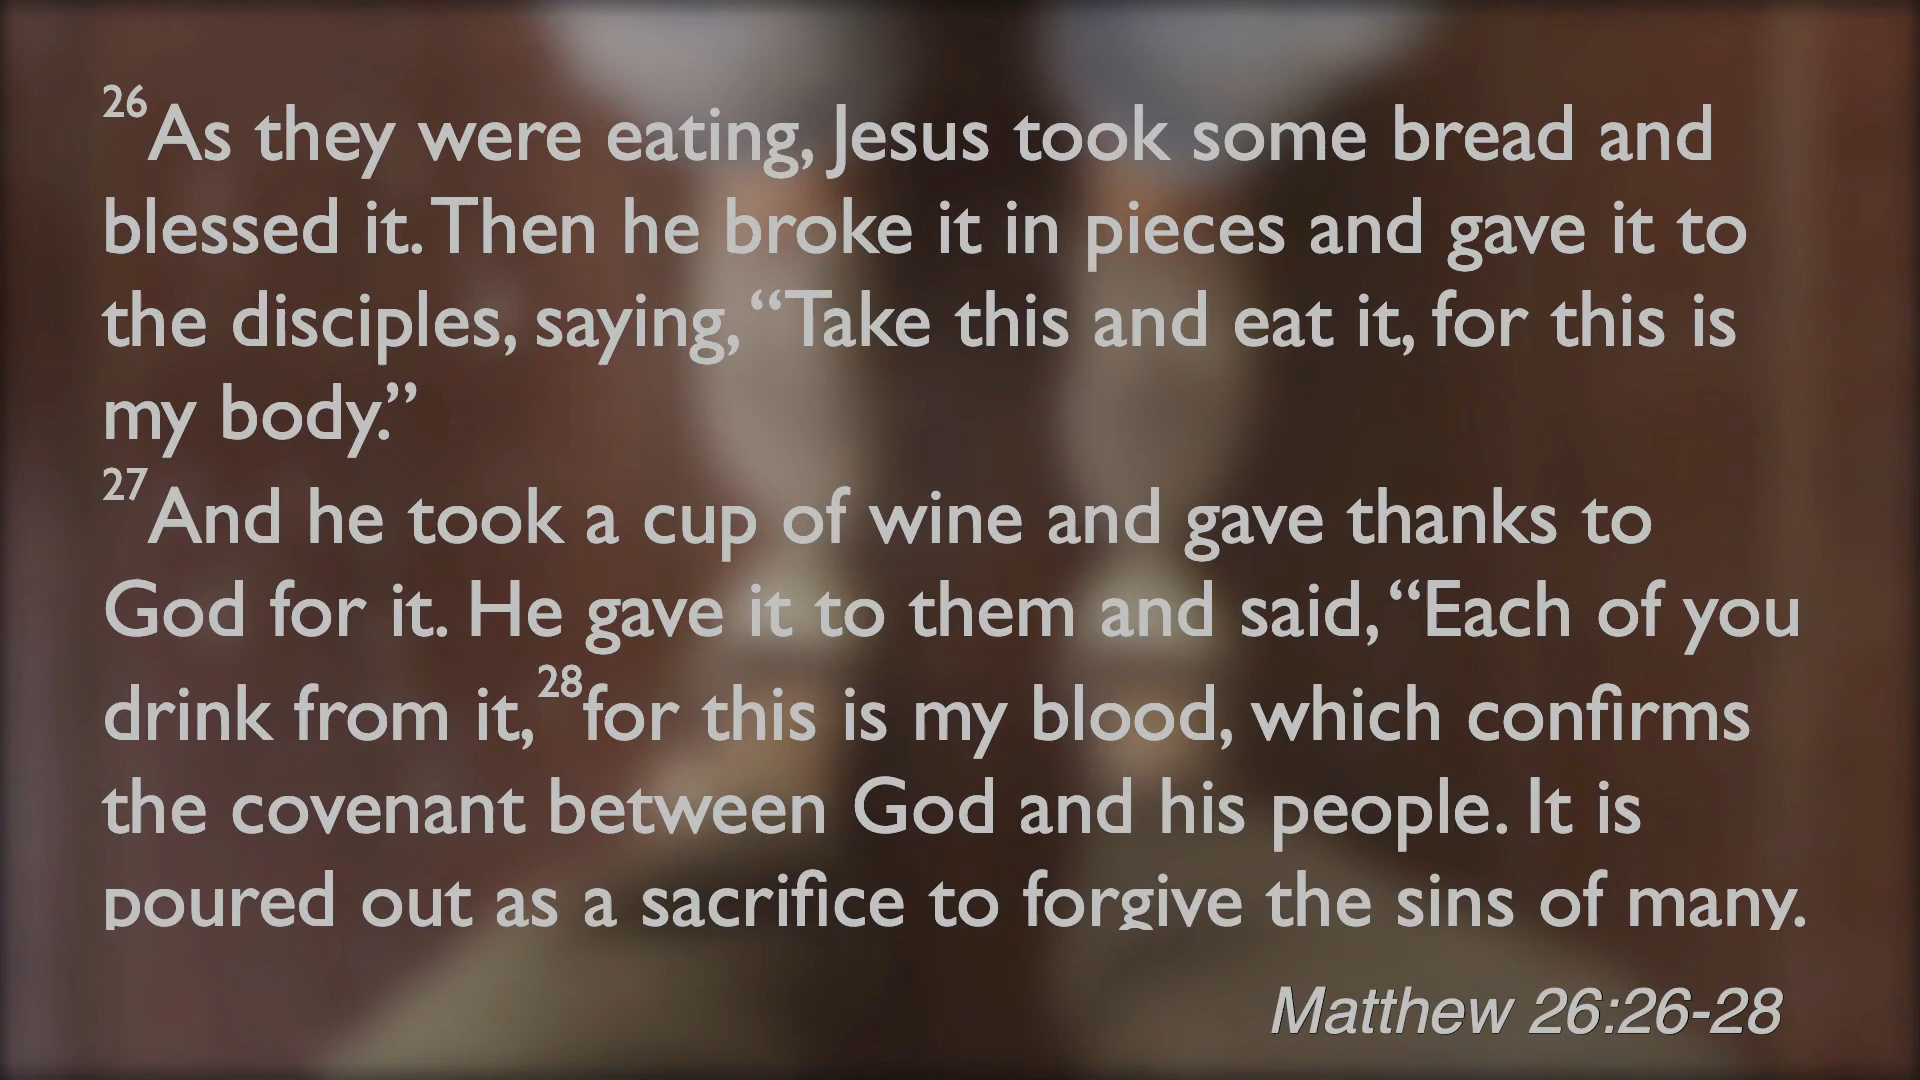 26As they were eating, Jesus took some bread and
blessed it. Then he broke it in pieces and gave it to
the disciples, saying, “Take this and eat it, for this is
my body.”
27And he took a cup of wine and gave thanks to
God for it. He gave it to them and said, “Each of you
drink from it, 28for this is my blood, which confirms
the covenant between God and his people. It is
poured out as a sacrifice to forgive the sins of many.
Matthew 26:26-28